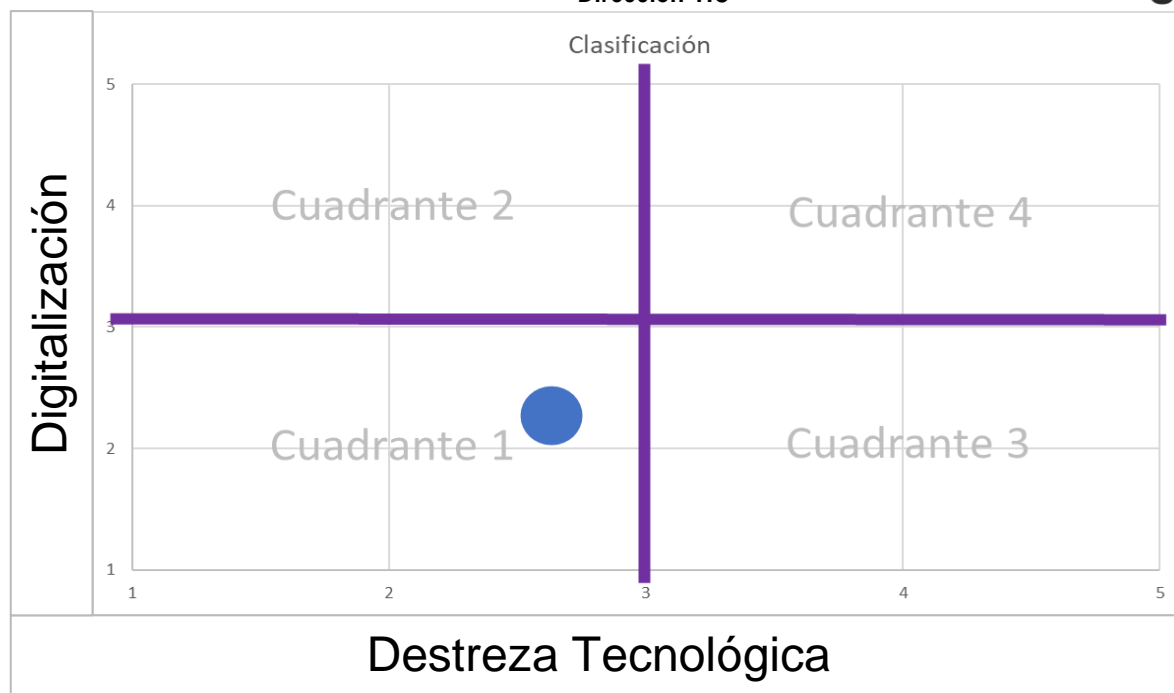 Clasificación
5
Cuadrante 2
Cuadrante 4
4
Digitalización
3
Cuadrante 1
Cuadrante 3
2
1
1 2 3 4 5
Destreza Tecnológica